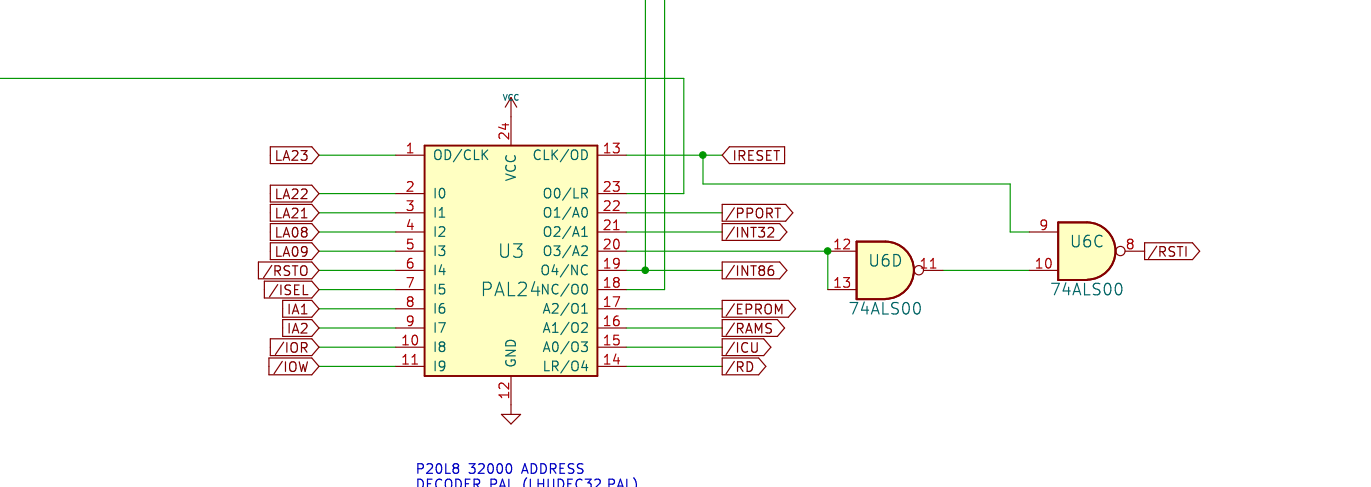 VCC
24
LA23 1 OD/CLK VCC CLK/OD 13 IRESET
LA22 2 I0 O0/LR 23
LA21 3 I1 O1/A0 22 /PPORT
LA08 4 I2 O2/A1 21 /INT32
LA09 5 I3 O3/A2 20
/RSTO 6 I4 O4/NC 19 /INT86
/ISEL 7 I5 NC/O0 18
IA1 8 I6 A2/O1 17 /EPROM
IA2 9 I7 A1/O2 16 /RAMS
/IOR 10 I8 A0/O3 15 /ICU
/IOW 11 I9 LR/O4 14 /RD
U3
PAL24
GND
12
12
13
U6D
11
74ALS00
9
10
U6C
8
/RSTI
74ALS00
P20L8 32000 ADDRESS
DECODER PAL (LHUDEC32.PAL)